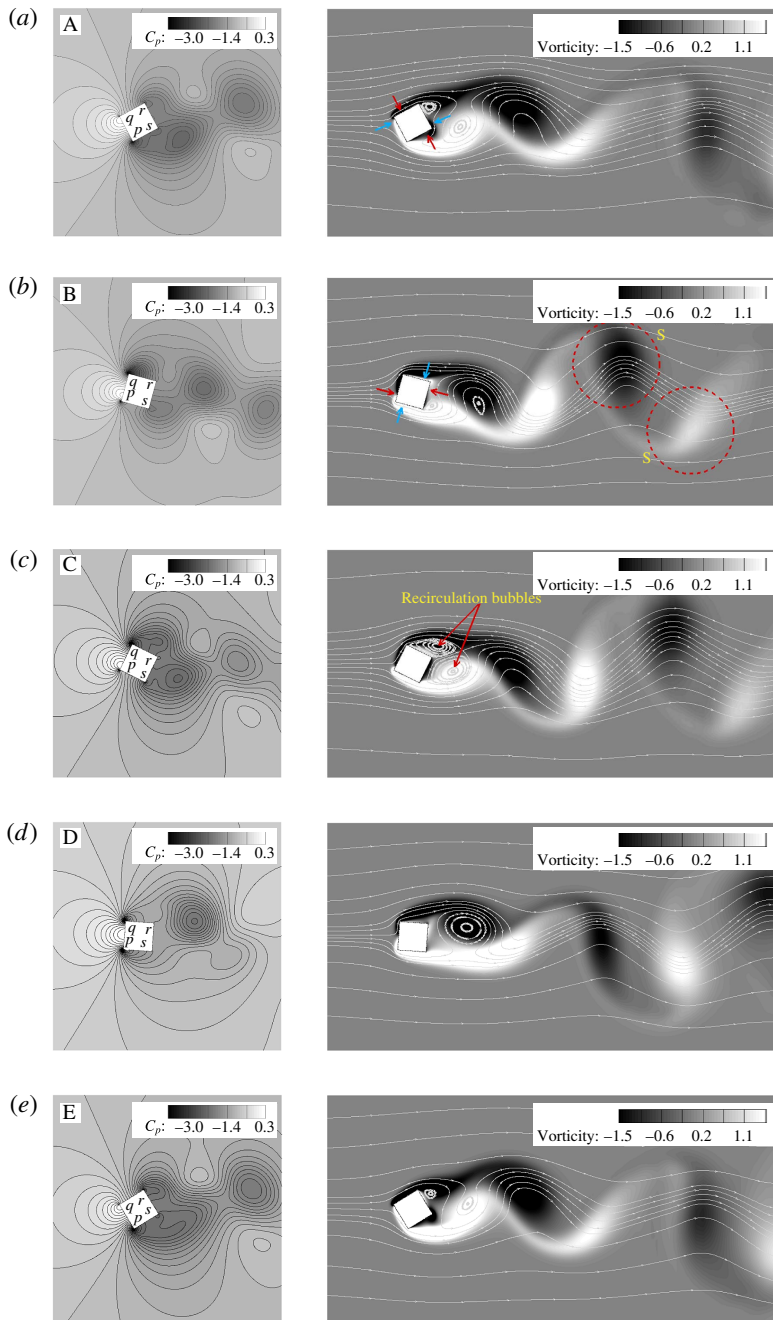 (a)
A
Cp: −3.0 −1.4 0.3
q r
p s
Vorticity: −1.5 −0.6 0.2 1.1
(b)
B
Cp: −3.0 −1.4 0.3
q r
p s
Vorticity: −1.5 −0.6 0.2 1.1
S
S
(c)
C
Cp: −3.0 −1.4 0.3
q r
p s
Vorticity: −1.5 −0.6 0.2 1.1
Recirculation bubbles
(d)
D
Cp: −3.0 −1.4 0.3
q r
p s
Vorticity: −1.5 −0.6 0.2 1.1
(e)
E
Cp: −3.0 −1.4 0.3
q r
p s
Vorticity: −1.5 −0.6 0.2 1.1